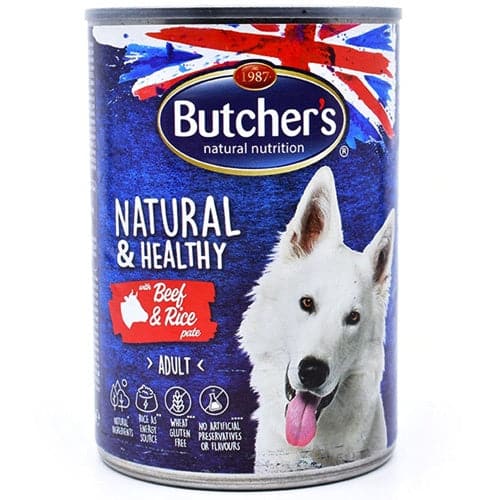 1987
Butcher's
natural nutrition
®
NATURAL
& HEALTHY
with
Beef
& Rice
pate
> ADULT <
NATURAL
INGREDIENTS
RICE AS
ENERGY
SOURCE
WHEAT
GLUTEN
FREE
NO ARTIFICIAL
PRESERVATIVES
OR FLAVOURS